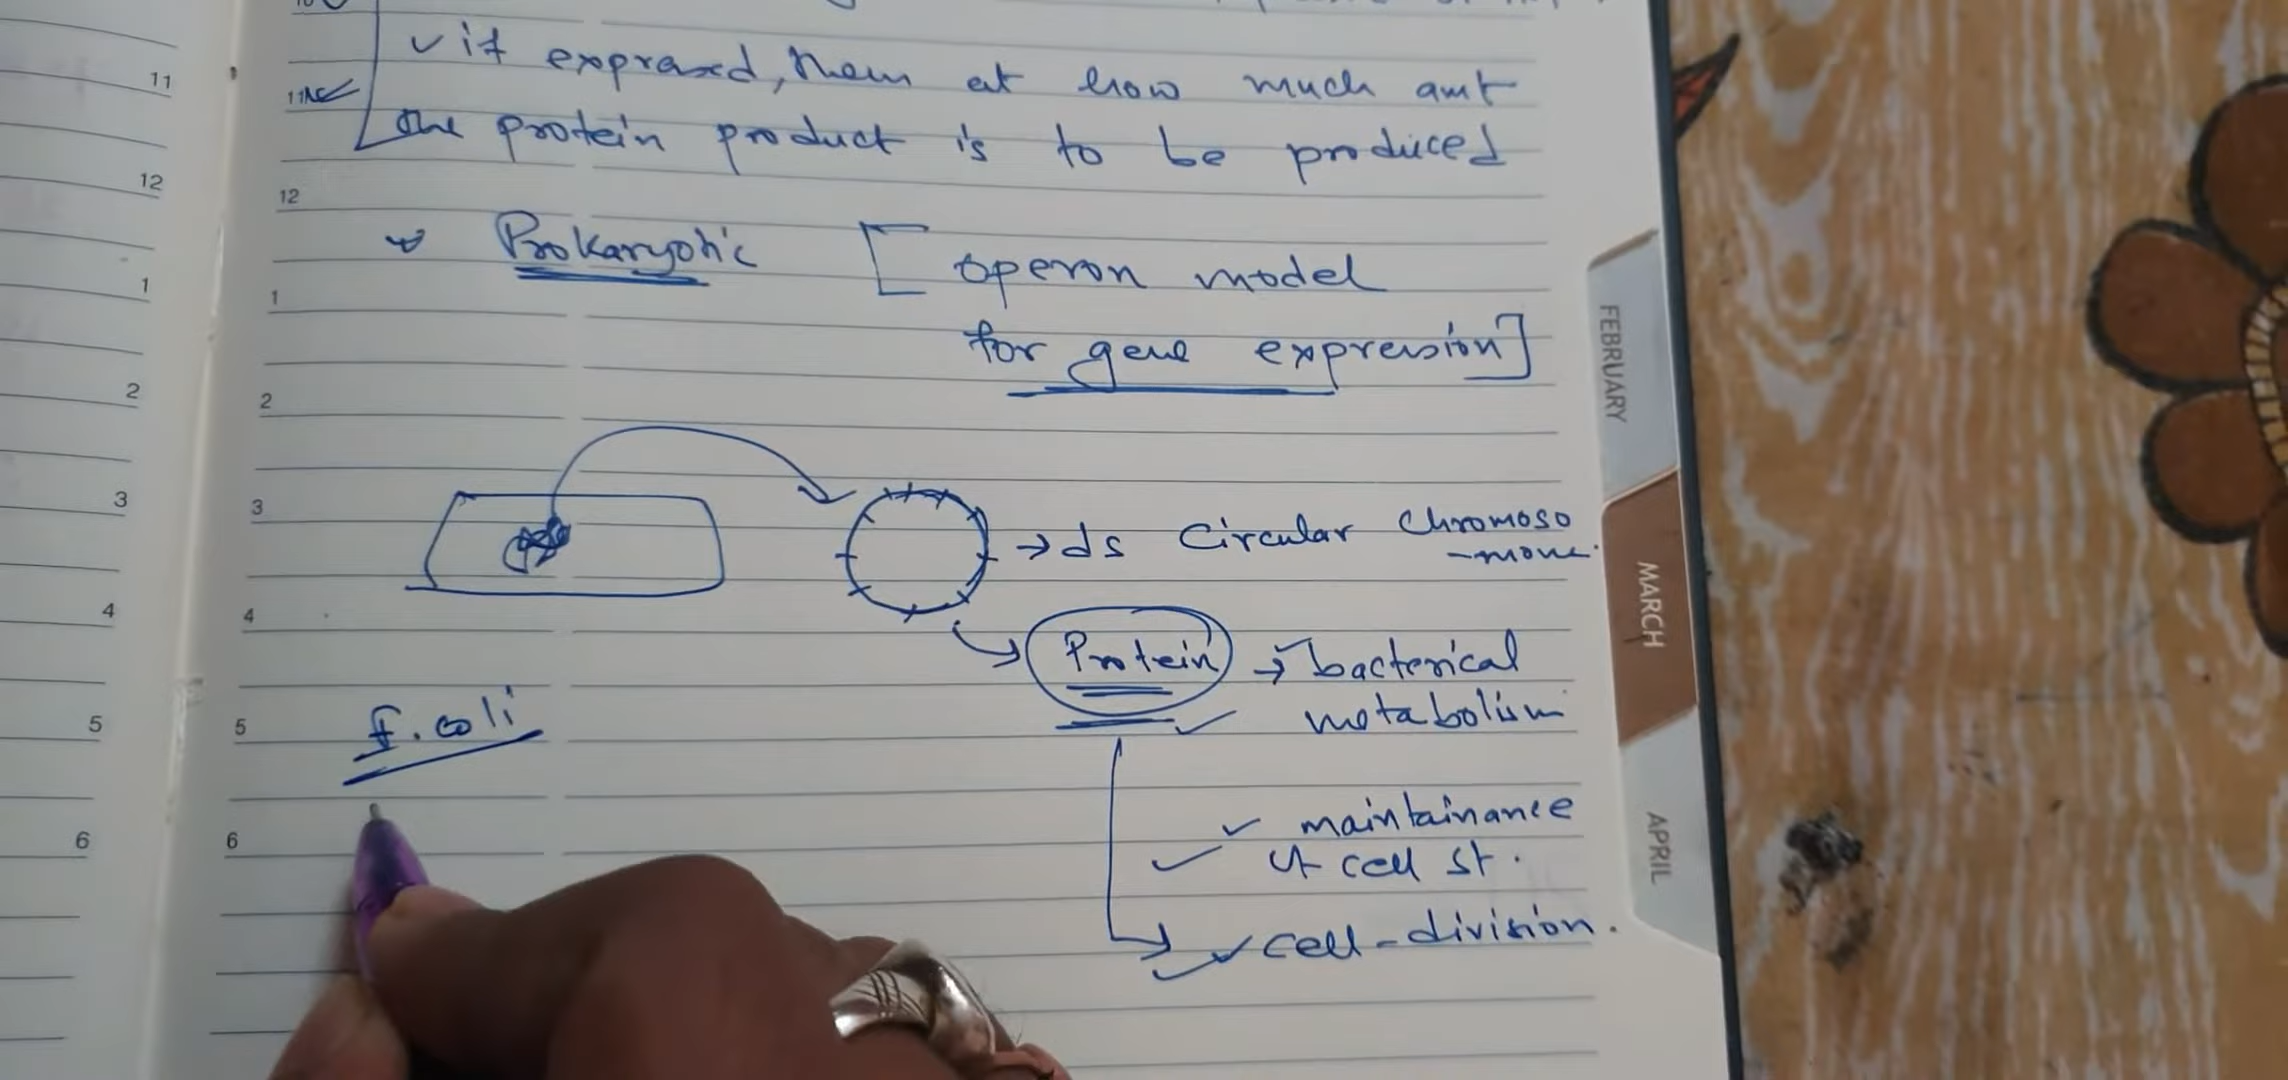 11
12
1
2
3
4
5
6
if expressed, them at how much amt
the protein product is to be produced
12
Prokaryotic [operon model
1
for gene expression]
2
3
→ ds Circular Chromoso
-mone.
4
Protein → bacterical
E. coli
5
metabolism
maintainance
6
of cell st.
cell-division.
FEBRUARY
MARCH
APRIL